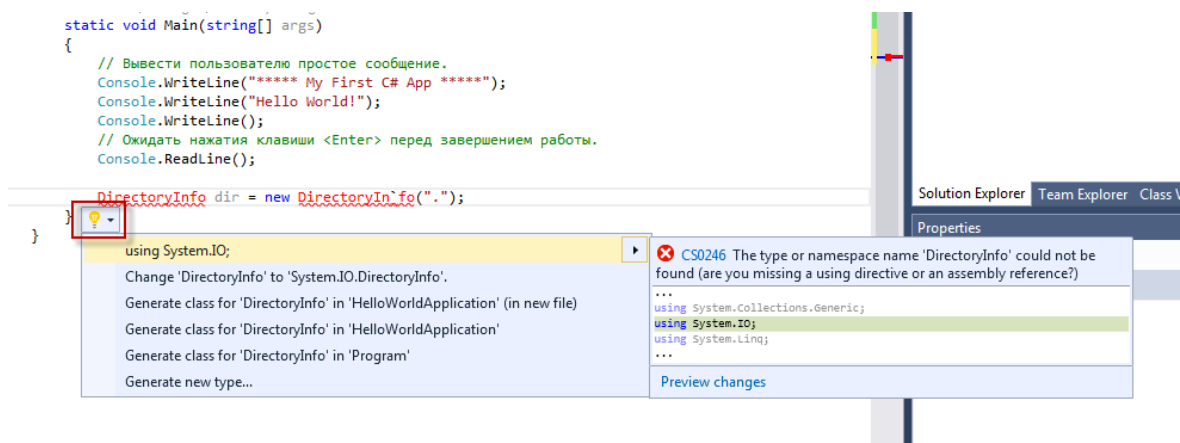 static void Main(string[] args)
{
// Вывести пользователю простое сообщение.
Console.WriteLine("***** My First C# App *****");
Console.WriteLine("Hello World!");
Console.WriteLine();
// Ожидать нажатия клавиши <Enter> перед завершением работы.
Console.ReadLine();
DirectoryInfo dir = new DirectoryIn`fo(".");
}
}
using System.IO;
Change 'DirectoryInfo' to 'System.IO.DirectoryInfo'.
Generate class for 'DirectoryInfo' in 'HelloWorldApplication' (in new file)
Generate class for 'DirectoryInfo' in 'HelloWorldApplication'
Generate class for 'DirectoryInfo' in 'Program'
Generate new type...
CS0246 The type or namespace name 'DirectoryInfo' could not be
found (are you missing a using directive or an assembly reference?)
...
using System.Collections.Generic;
using System.IO;
using System.Linq;
...
Preview changes
Solution Explorer Team Explorer Class
Properties